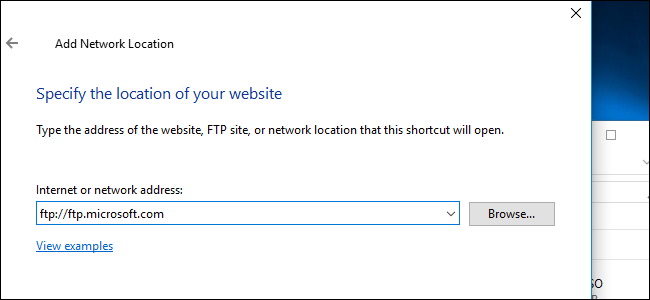 Add Network Location
Specify the location of your website
Type the address of the website, FTP site, or network location that this shortcut will open.
Internet or network address:
ftp://ftp.microsoft.com
Browse...
View examples